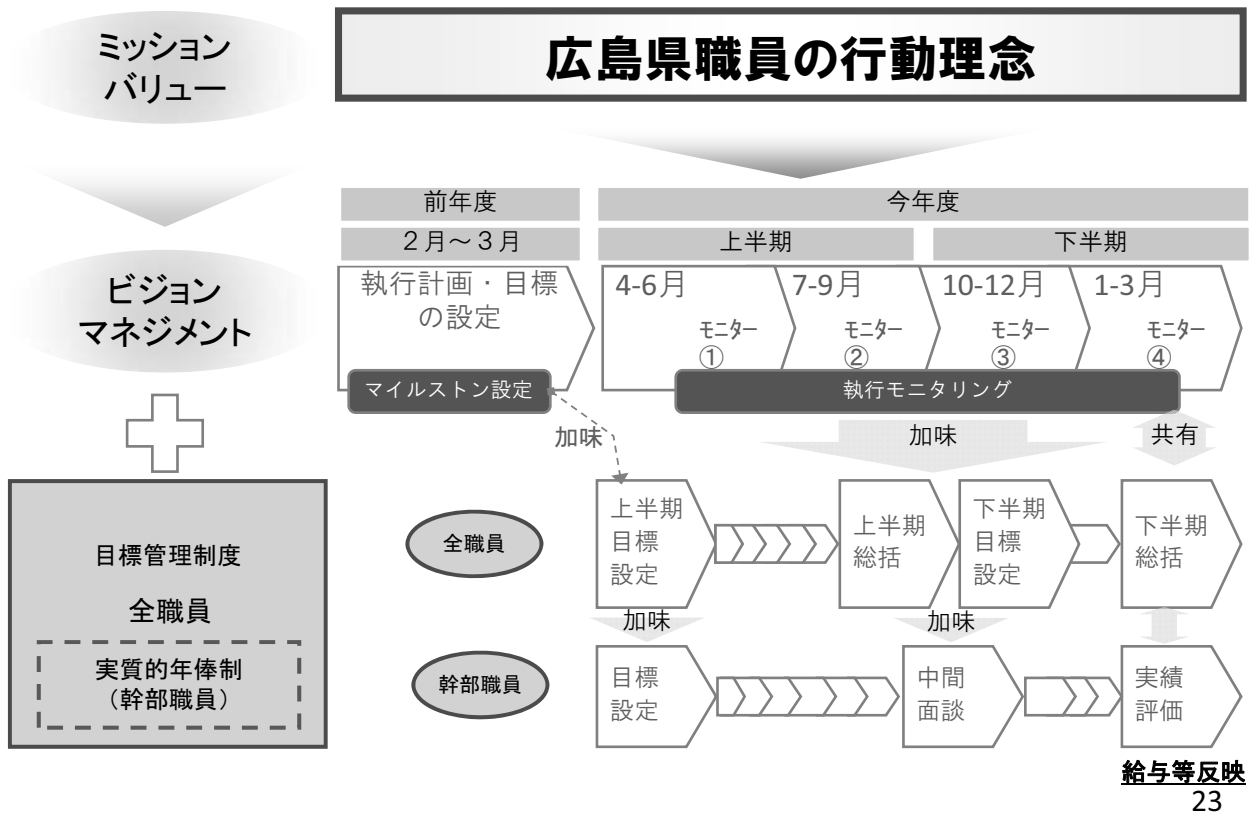 ミッション
バリュー
広島県職員の行動理念
前年度
今年度
２月～３月
上半期
下半期
ビジョン
マネジメント
執行計画・目標
の設定
4-6月
7-9月
10-12月
1-3月
ﾓﾆﾀｰ
①
ﾓﾆﾀｰ
②
ﾓﾆﾀｰ
③
ﾓﾆﾀｰ
④
マイルストン設定
執行モニタリング
加味
加味
共有
目標管理制度
全職員
実質的年俸制
（幹部職員）
全職員
上半期
目標
設定
上半期
総括
下半期
目標
設定
下半期
総括
加味
加味
幹部職員
目標
設定
中間
面談
実績
評価
給与等反映
23